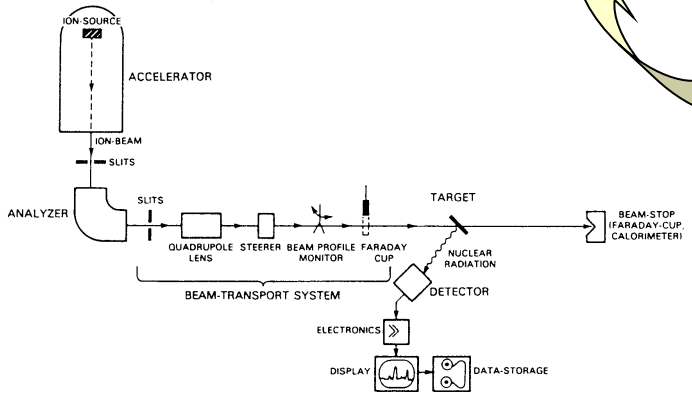 ION-SOURCE
ACCELERATOR
ION-BEAM
SLITS
ANALYZER
SLITS
QUADRUPOLE
LENS
STEERER
BEAM PROFILE
MONITOR
FARADAY
CUP
BEAM-TRANSPORT SYSTEM
TARGET
BEAM-STOP
(FARADAY-CUP,
CALORIMETER)
NUCLEAR
RADIATION
DETECTOR
ELECTRONICS
DISPLAY
DATA-STORAGE